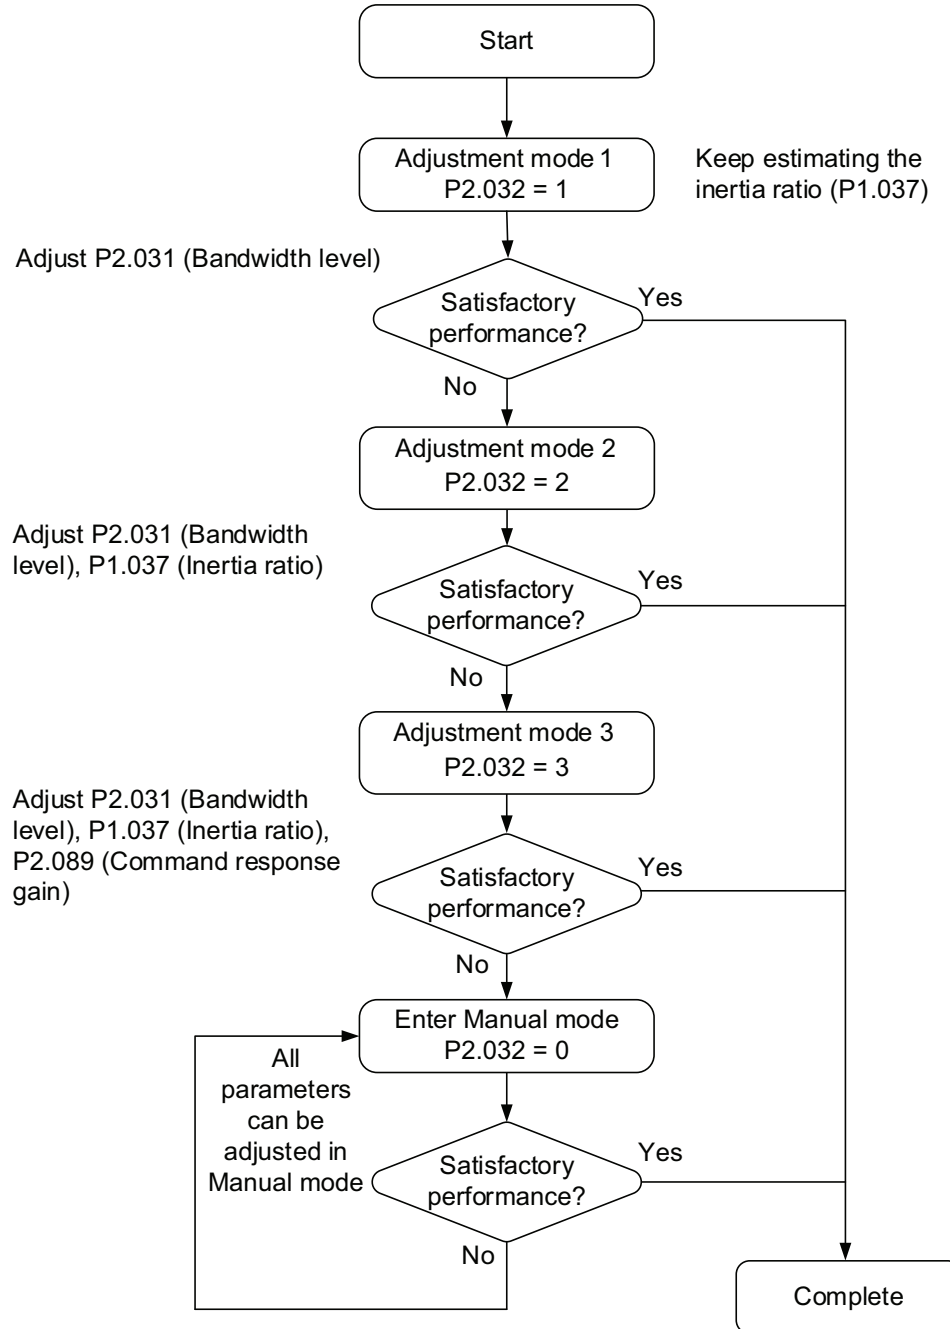 Start
Adjustment mode 1
P2.032 = 1
Keep estimating the
inertia ratio (P1.037)
Adjust P2.031 (Bandwidth level)
Satisfactory
performance?
Yes
No
Adjustment mode 2
P2.032 = 2
Adjust P2.031 (Bandwidth
level), P1.037 (Inertia ratio)
Satisfactory
performance?
Yes
No
Adjustment mode 3
P2.032 = 3
Adjust P2.031 (Bandwidth
level), P1.037 (Inertia ratio),
P2.089 (Command response
gain)
Satisfactory
performance?
Yes
No
Enter Manual mode
P2.032 = 0
All
parameters
can be
adjusted in
Manual mode
Satisfactory
performance?
Yes
No
Complete